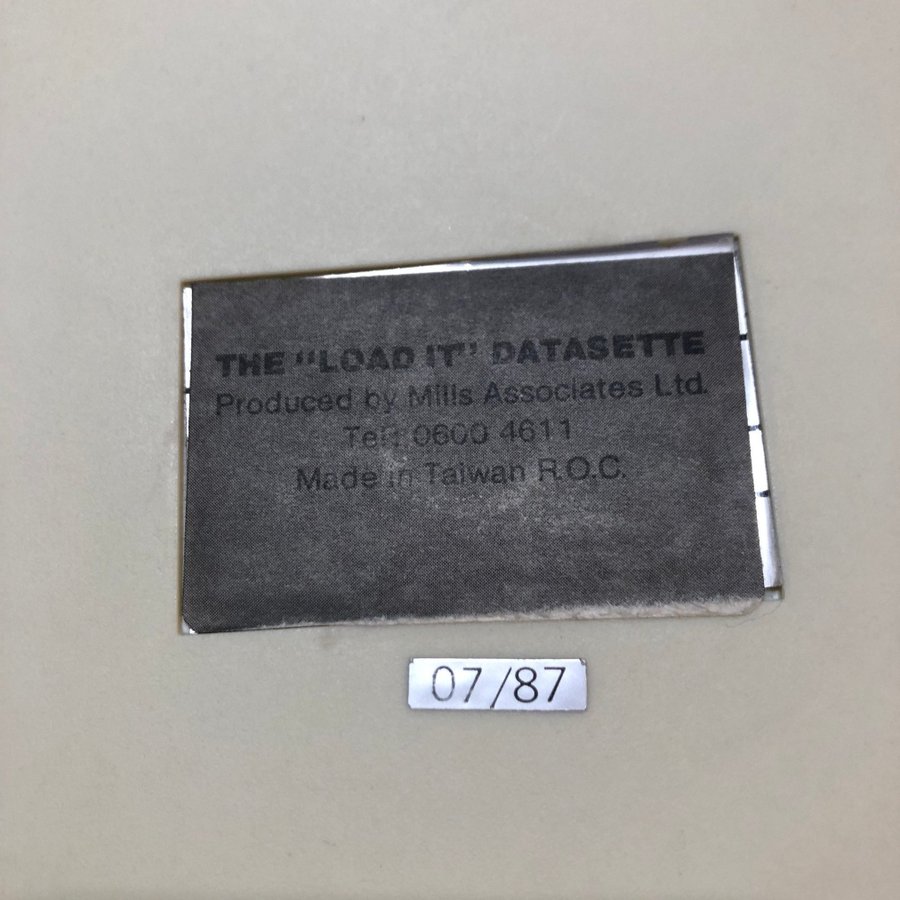 THE "LOAD IT" DATASETTE
Produced by Mills Associates Ltd.
Tel: 0600 4611
Made in Taiwan R.O.C.
07/87